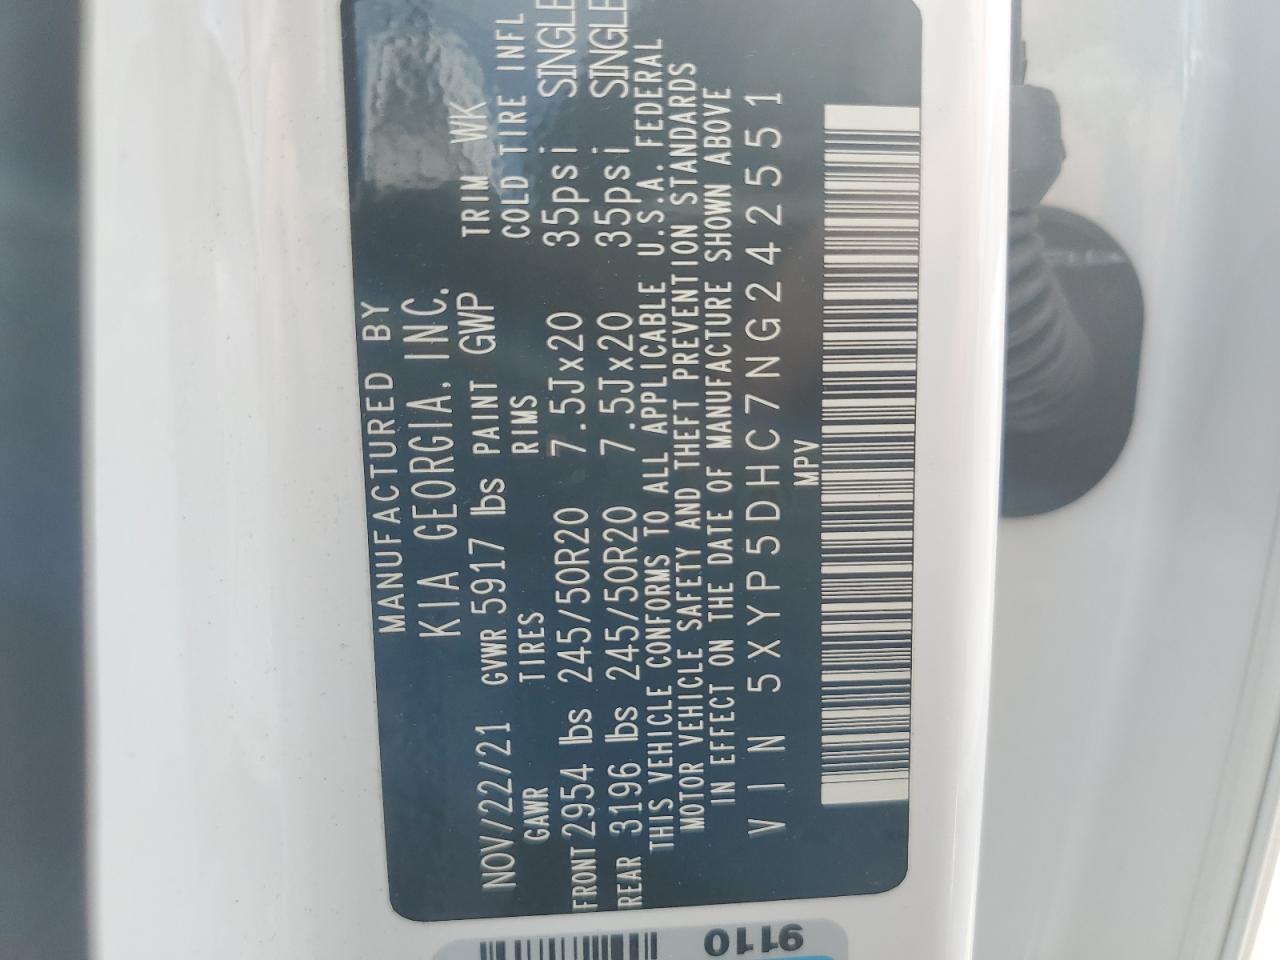 MANUFACTURED BY
KIA GEORGIA, INC.
NOV/22/21 GVWR 5917 lbs PAINT GWP TRIM WK
GAWR TIRES RIMS COLD TIRE INFL
FRONT 2954 lbs 245/50R20 7.5Jx20 35psi SINGLE
REAR 3196 lbs 245/50R20 7.5Jx20 35psi SINGLE
THIS VEHICLE CONFORMS TO ALL APPLICABLE U.S.A. FEDERAL
MOTOR VEHICLE SAFETY AND THEFT PREVENTION STANDARDS
IN EFFECT ON THE DATE OF MANUFACTURE SHOWN ABOVE
VIN 5XYP5DHC7NG242551
MPV
9110